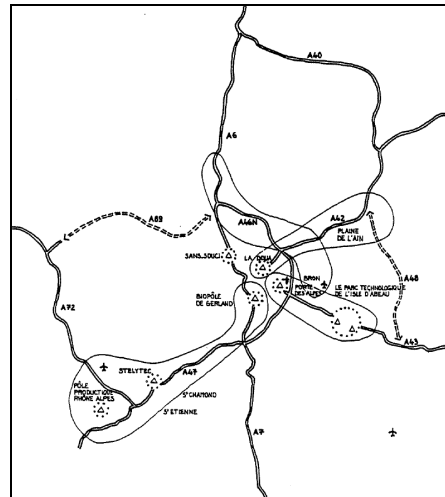 A40
A6
A89
A46N
A42
PLAINE
DE L'AIN
SANS SOUCI
LA DOUA
BRON
PORTE
DES ALPES
LE PARC TECHNOLOGIQUE
DE L'ISLE D'ABEAU
A48
BIOPÔLE
DE GERLAND
A72
A43
STELYTEC
A47
PÔLE
PRODUCTIQUE
RHÔNE ALPES
ST CHAMOND
ST ETIENNE
A7